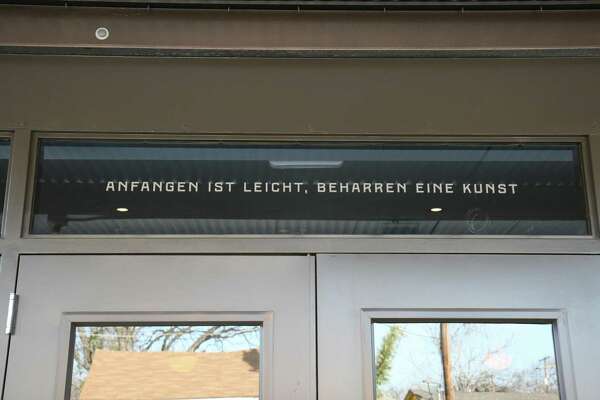 ANFANGEN IST LEICHT, BEHARREN EINE KUNST